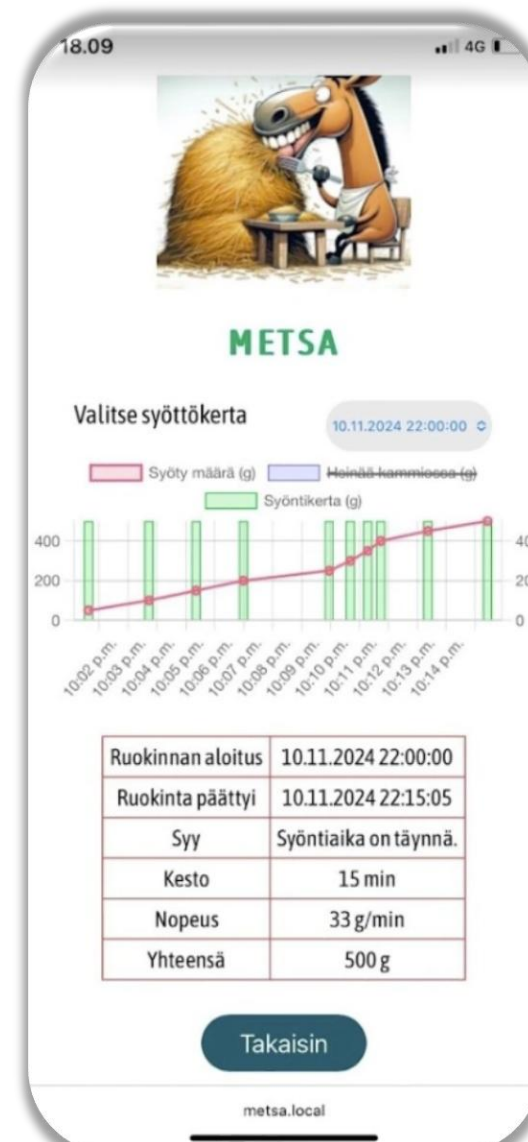 18.09 4G
METSA
Valitse syöttökerta 10.11.2024 22:00:00
Syöty määrä (g) Heinää kammiossa (g)
Syöntikerta (g)
400 40
200 20
0 0
10:02 p.m. 10:03 p.m. 10:04 p.m. 10:05 p.m. 10:06 p.m. 10:07 p.m. 10:08 p.m. 10:09 p.m. 10:10 p.m. 10:11 p.m. 10:12 p.m. 10:13 p.m. 10:14 p.m.
Ruokinnan aloitus 10.11.2024 22:00:00
Ruokinta päättyi 10.11.2024 22:15:05
Syy Syöntiaika on täynnä.
Kesto 15 min
Nopeus 33 g/min
Yhteensä 500 g
Takaisin
metsa.local